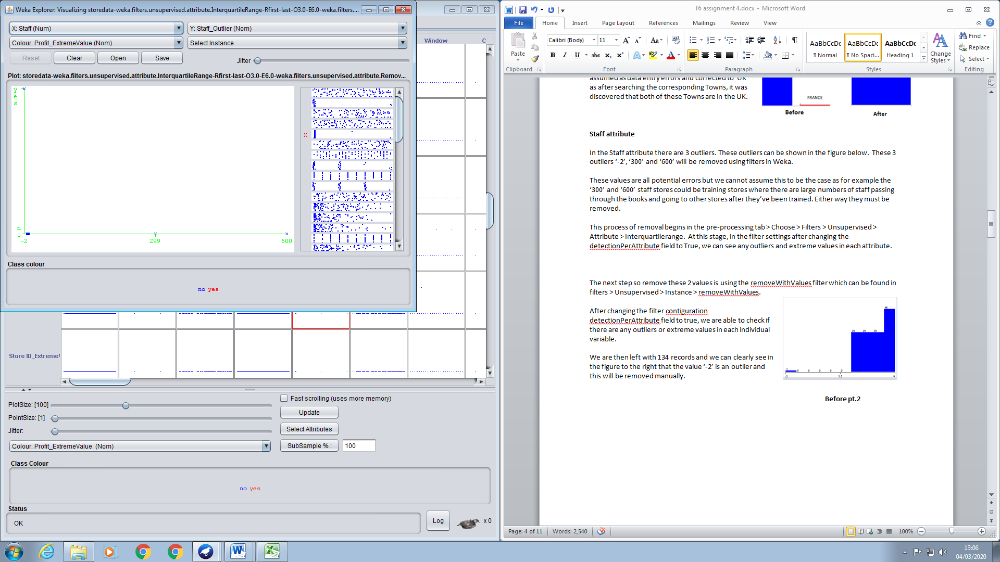 Weka Explorer: Visualizing storedata-weka.filters.unsupervised.attribute.InterquartileRange-Rfirst-last-O3.0-E6.0-weka.filters....
X: Staff (Num)
Y: Staff_Outlier (Nom)
Colour: Profit_ExtremeValue (Nom)
Select Instance
Reset
Clear
Open
Save
Jitter
Plot: storedata-weka.filters.unsupervised.attribute.InterquartileRange-Rfirst-last-O3.0-E6.0-weka.filters.unsupervised.attribute.Remov...
yes
no
-2
299
600
X
Class colour
no yes
Window
C
Store ID_Extreme
PlotSize: [100]
PointSize: [1]
Jitter:
Fast scrolling (uses more memory)
Update
Select Attributes
Colour: Profit_ExtremeValue (Nom)
SubSample % :
100
Class Colour
no yes
Status
OK
Log
x 0
T6 assignment 4.docx - Microsoft Word
File
Home
Insert
Page Layout
References
Mailings
Review
View
Paste
Clipboard
Calibri (Body)
11
Font
Paragraph
AaBbCcDc
¶ Normal
AaBbCcDc
¶ No Spaci...
AaBbCcDc
Heading 1
Change Styles
Styles
Find
Replace
Select
Editing
assumed as data entry errors and corrected to 'UK'
as after searching the corresponding Towns, it was
discovered that both of these Towns are in the UK.
FRANCE
Before
After
Staff attribute
In the Staff attribute there are 3 outliers. These outliers can be shown in the figure below. These 3
outliers ‘-2’, ‘300’ and ‘600’ will be removed using filters in Weka.
These values are all potential errors but we cannot assume this to be the case as for example the
‘300’ and ‘600’ staff stores could be training stores where there are large numbers of staff passing
through the books and going to other stores after they’ve been trained. Either way they must be
removed.
This process of removal begins in the pre-processing tab > Choose > Filters > Unsupervised >
Attribute > Interquartilerange. At this stage, in the filter settings after changing the
detectionPerAttribute field to True, we can see any outliers and extreme values in each attribute.
The next step so remove these 2 values is using the removeWithValues filter which can be found in
filters > Unsupervised > Instance > removeWithValues.
After changing the filter contiguration
detectionPerAttribute field to true, we are able to check if
there are any outliers or extreme values in each individual
variable.
We are then left with 134 records and we can clearly see in
the figure to the right that the value ‘-2’ is an outlier and
this will be removed manually.
1 0 0 0 0 0 29 29 29 46
-2 3.5 9
Before pt.2
Page: 4 of 11
Words: 2,540
100%
13:06
04/03/2020